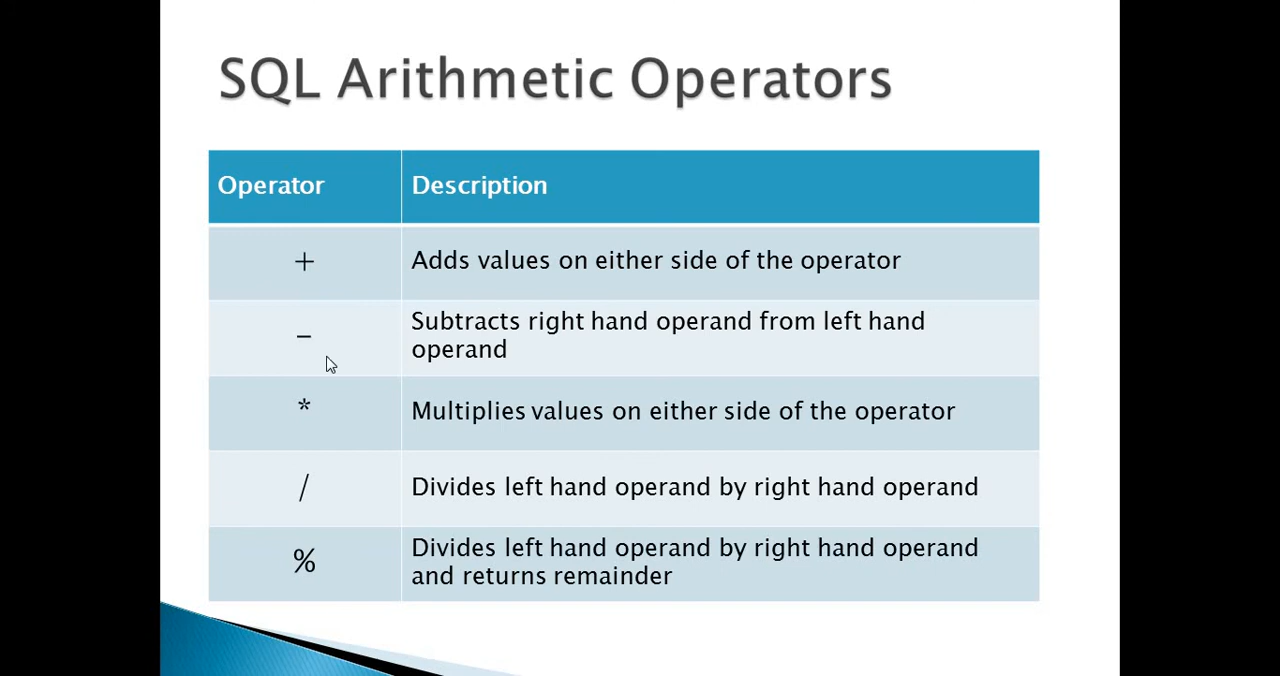 SQL Arithmetic Operators
Operator Description
+ Adds values on either side of the operator
- Subtracts right hand operand from left hand
operand
* Multiplies values on either side of the operator
/ Divides left hand operand by right hand operand
% Divides left hand operand by right hand operand
and returns remainder